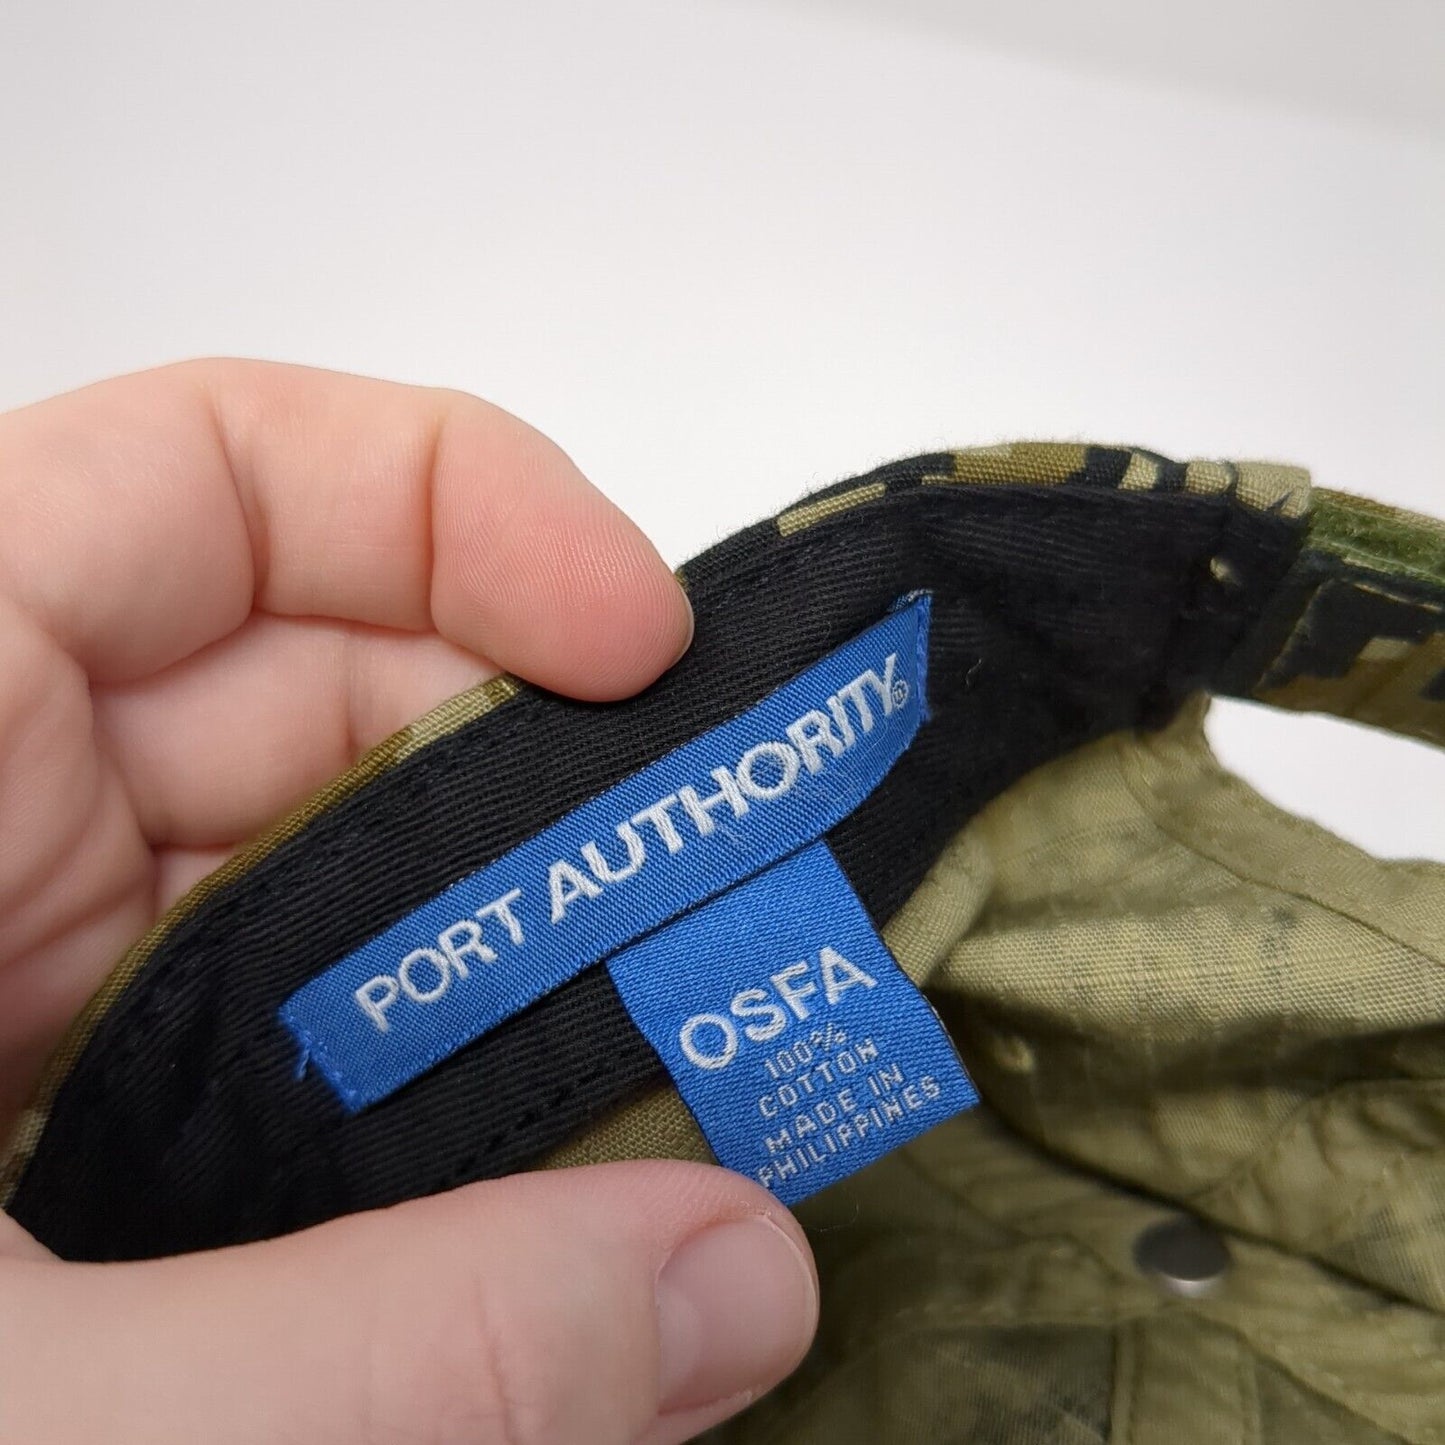 PORT AUTHORITY®
OSFA
100%
COTTON
MADE IN
PHILIPPINES